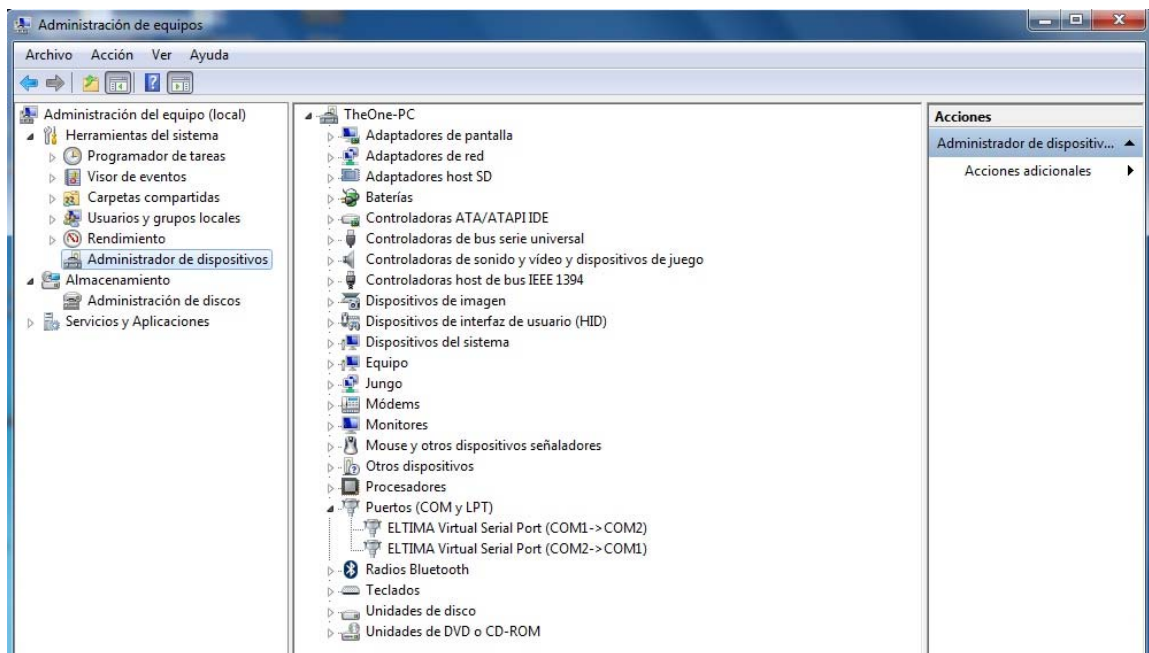 Administración de equipos
Archivo Acción Ver Ayuda
Administración del equipo (local)
Herramientas del sistema
Programador de tareas
Visor de eventos
Carpetas compartidas
Usuarios y grupos locales
Rendimiento
Administrador de dispositivos
Almacenamiento
Administración de discos
Servicios y Aplicaciones
TheOne-PC
Adaptadores de pantalla
Adaptadores de red
Adaptadores host SD
Baterías
Controladoras ATA/ATAPI IDE
Controladoras de bus serie universal
Controladoras de sonido y vídeo y dispositivos de juego
Controladoras host de bus IEEE 1394
Dispositivos de imagen
Dispositivos de interfaz de usuario (HID)
Dispositivos del sistema
Equipo
Jungo
Módems
Monitores
Mouse y otros dispositivos señaladores
Otros dispositivos
Procesadores
Puertos (COM y LPT)
ELTIMA Virtual Serial Port (COM1->COM2)
ELTIMA Virtual Serial Port (COM2->COM1)
Radios Bluetooth
Teclados
Unidades de disco
Unidades de DVD o CD-ROM
Acciones
Administrador de dispositiv...
Acciones adicionales